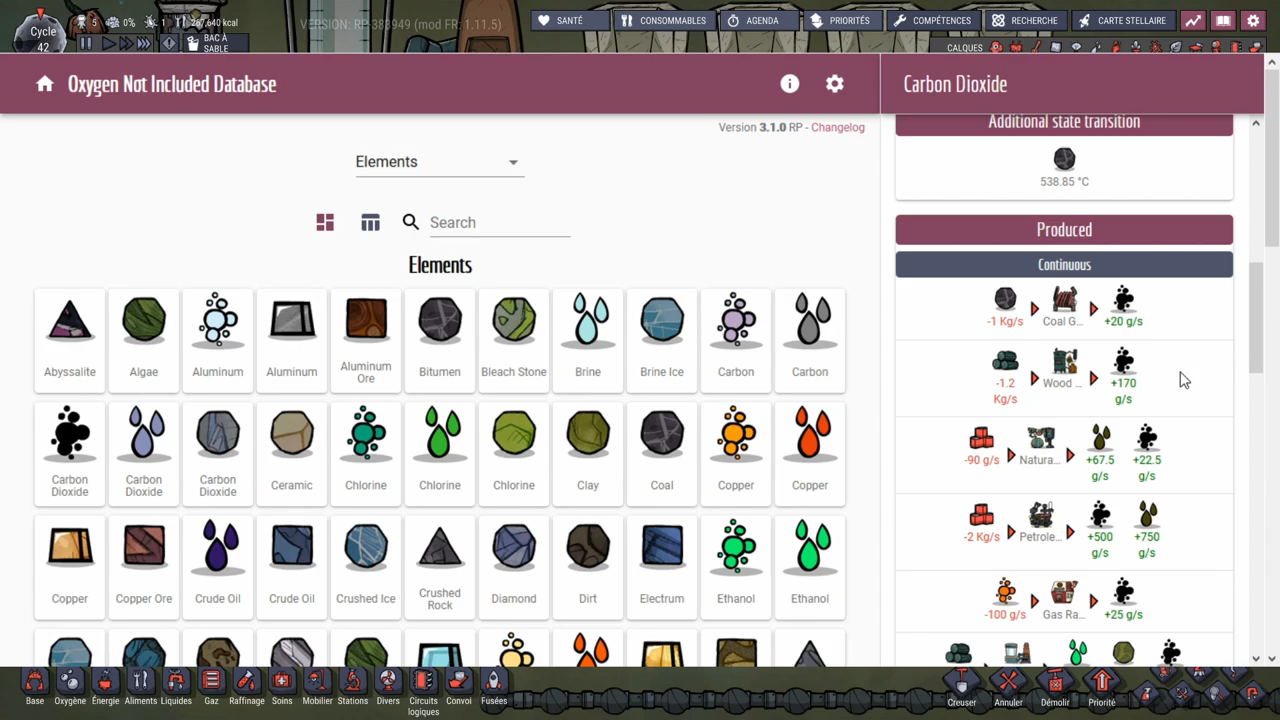 5 0% 1 267,640 kcal
Cycle
42
BAC À
SABLE
VERSION: RP-383949 (mod FR: 1.11.5)
SANTÉ CONSOMMABLES AGENDA PRIORITÉS COMPÉTENCES RECHERCHE CARTE STELLAIRE
CALQUES
Oxygen Not Included Database
Carbon Dioxide
Version 3.1.0 RP - Changelog
Elements
Search
Elements
Abyssalite Algae Aluminum Aluminum Aluminum Ore Bitumen Bleach Stone Brine Brine Ice Carbon Carbon
Carbon Dioxide Carbon Dioxide Carbon Dioxide Ceramic Chlorine Chlorine Chlorine Clay Coal Copper Copper
Copper Copper Ore Crude Oil Crude Oil Crushed Ice Crushed Rock Diamond Dirt Electrum Ethanol Ethanol
Additional state transition
538.85 °C
Produced
Continuous
-1 Kg/s Coal G... +20 g/s
-1.2 Kg/s Wood ... +170 g/s
-90 g/s Natura... +67.5 g/s +22.5 g/s
-2 Kg/s Petrole... +500 g/s +750 g/s
-100 g/s Gas Ra... +25 g/s
Base Oxygène Énergie Aliments Liquides Gaz Raffinage Soins Mobilier Stations Divers Circuits logiques Convoi Fusées
Creuser Annuler Démolir Priorité